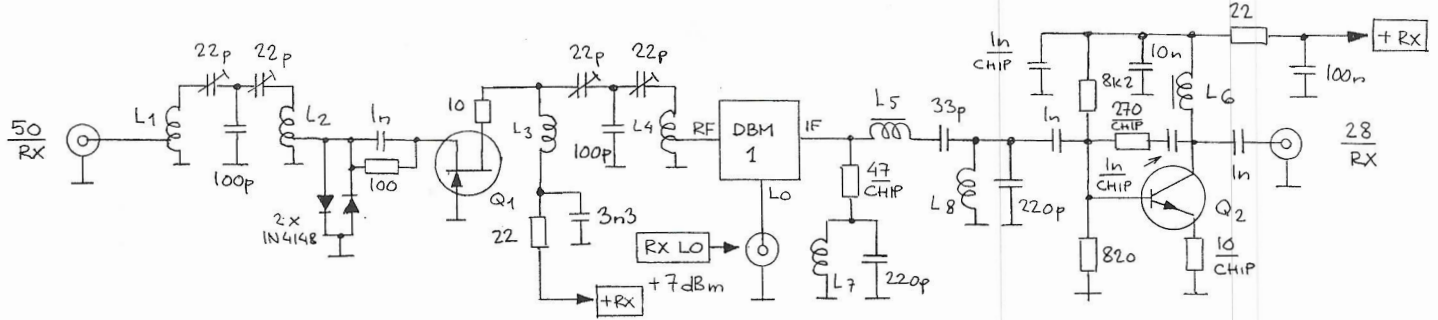 50
RX
L1
22p
22p
100p
L2
2x
1N4148
1n
100
10
Q1
L3
22p
22p
100p
L4
3n3
22
+RX
RF
DBM
1
IF
LO
RX LO
+7dBm
47
CHIP
L7
220p
L5
33p
L8
220p
1n
1n
CHIP
8k2
10n
270
CHIP
1n
CHIP
820
L6
22
+RX
100n
1n
28
RX
Q2
10
CHIP